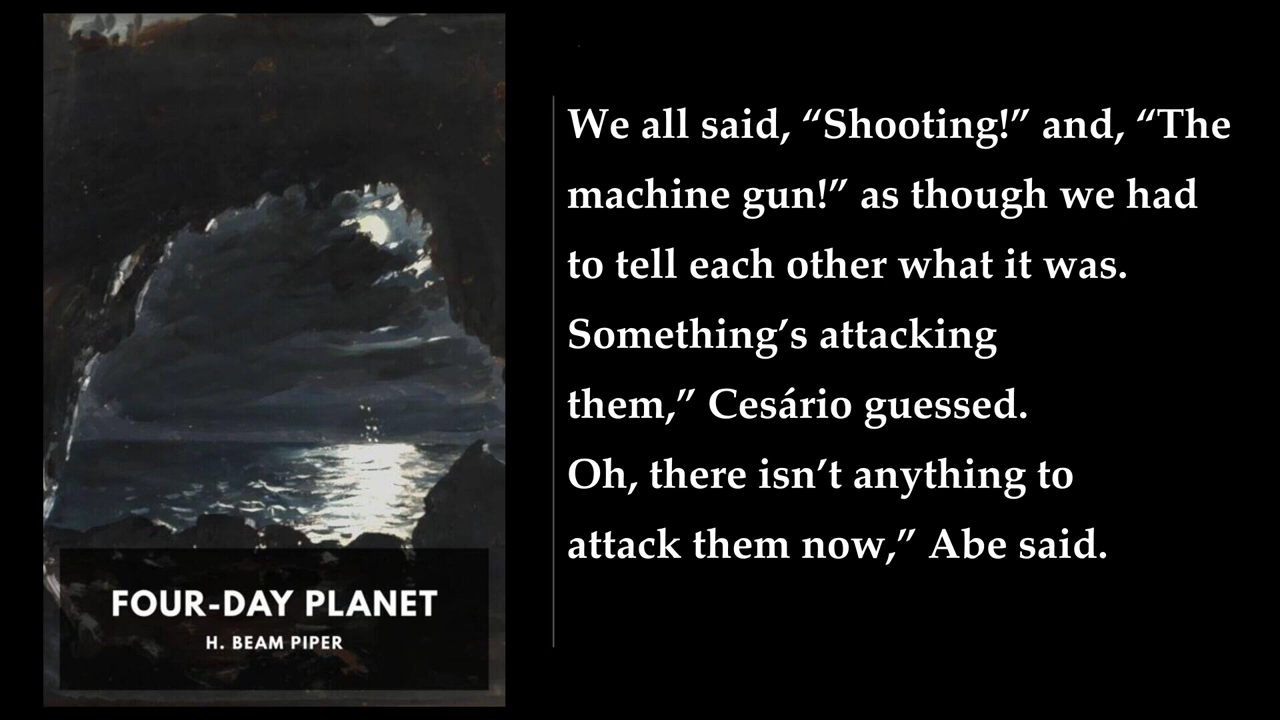 We all said, “Shooting!” and, “The
machine gun!” as though we had
to tell each other what it was.
Something’s attacking
them,” Cesário guessed.
Oh, there isn’t anything to
attack them now,” Abe said.
FOUR-DAY PLANET
H. BEAM PIPER